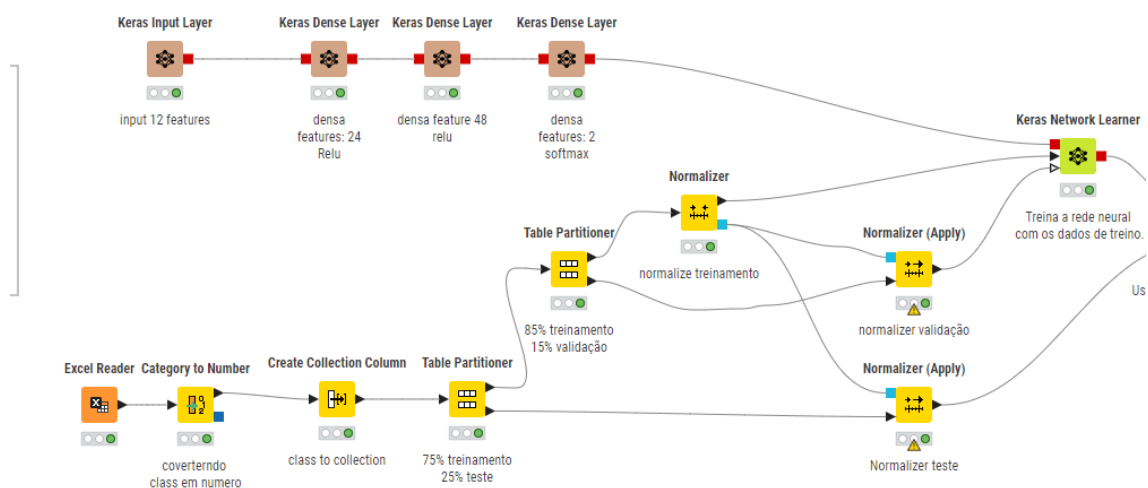 Keras Input Layer
Keras Dense Layer
Keras Dense Layer
Keras Dense Layer
input 12 features
densa
features: 24
Relu
densa feature 48
relu
densa
features: 2
softmax
Keras Network Learner
Treina a rede neural
com os dados de treino.
Normalizer
normalize treinamento
Table Partitioner
85% treinamento
15% validação
Normalizer (Apply)
normalizer validação
Us
Excel Reader
Category to Number
coverterndo
class em numero
Create Collection Column
class to collection
Table Partitioner
75% treinamento
25% teste
Normalizer (Apply)
Normalizer teste